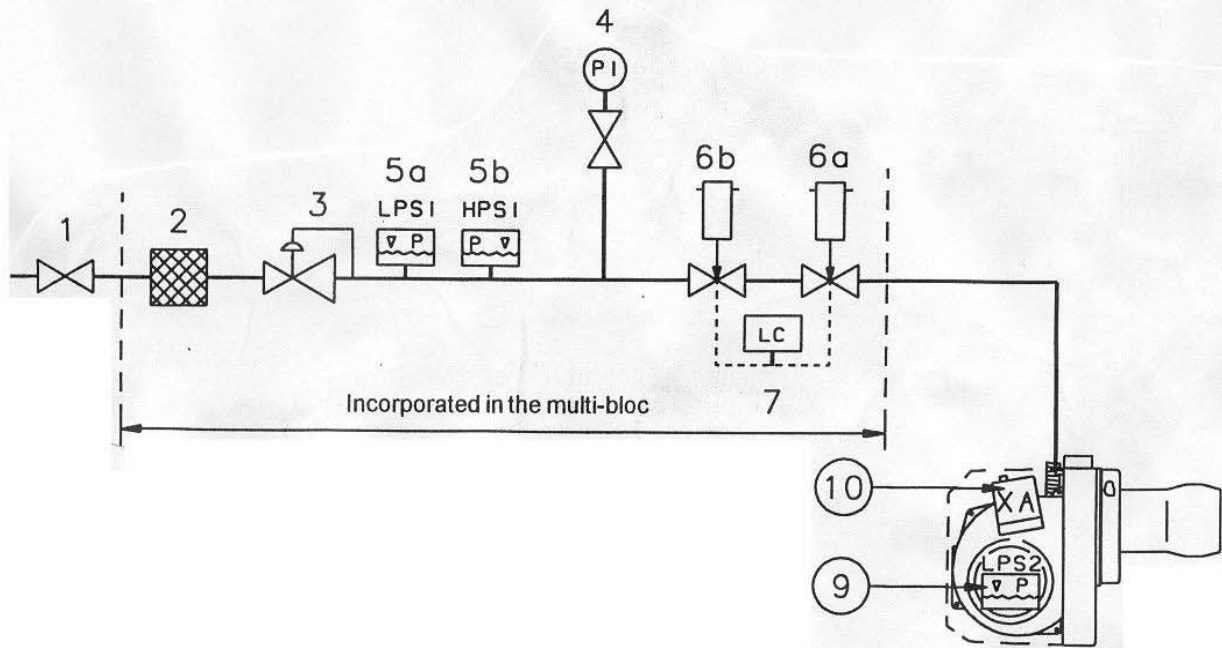 4
PI
6b
6a
5a
5b
LPS1
HPS1
3
2
1
P
P
LC
7
Incorporated in the multi-bloc
10
XA
LPS2
P
9